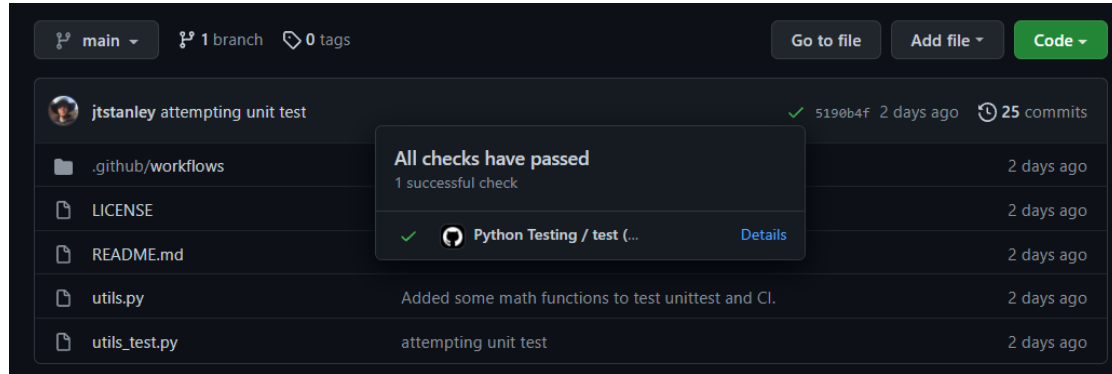 main 1 branch 0 tags Go to file Add file Code
jtstanley attempting unit test 5190b4f 2 days ago 25 commits
All checks have passed
1 successful check
Python Testing / test (... Details
.github/workflows 2 days ago
LICENSE 2 days ago
README.md 2 days ago
utils.py Added some math functions to test unittest and CI. 2 days ago
utils_test.py attempting unit test 2 days ago